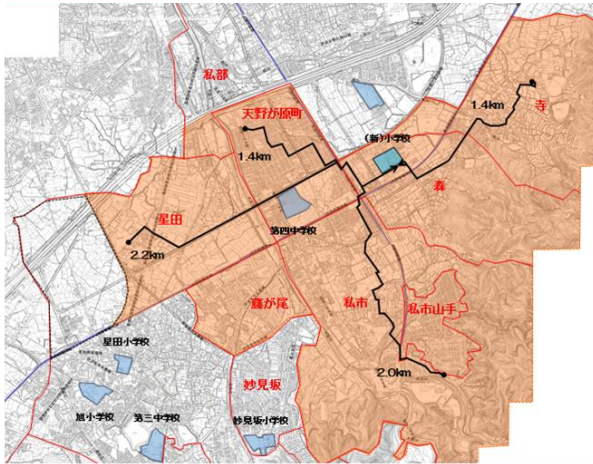 私部
天野が原町
1.4km
寺
(新)小学校
1.4km
森
星田
第四中学校
2.2km
藤が尾
私市
私市山手
星田小学校
2.0km
妙見坂
旭小学校
第三中学校
妙見坂小学校